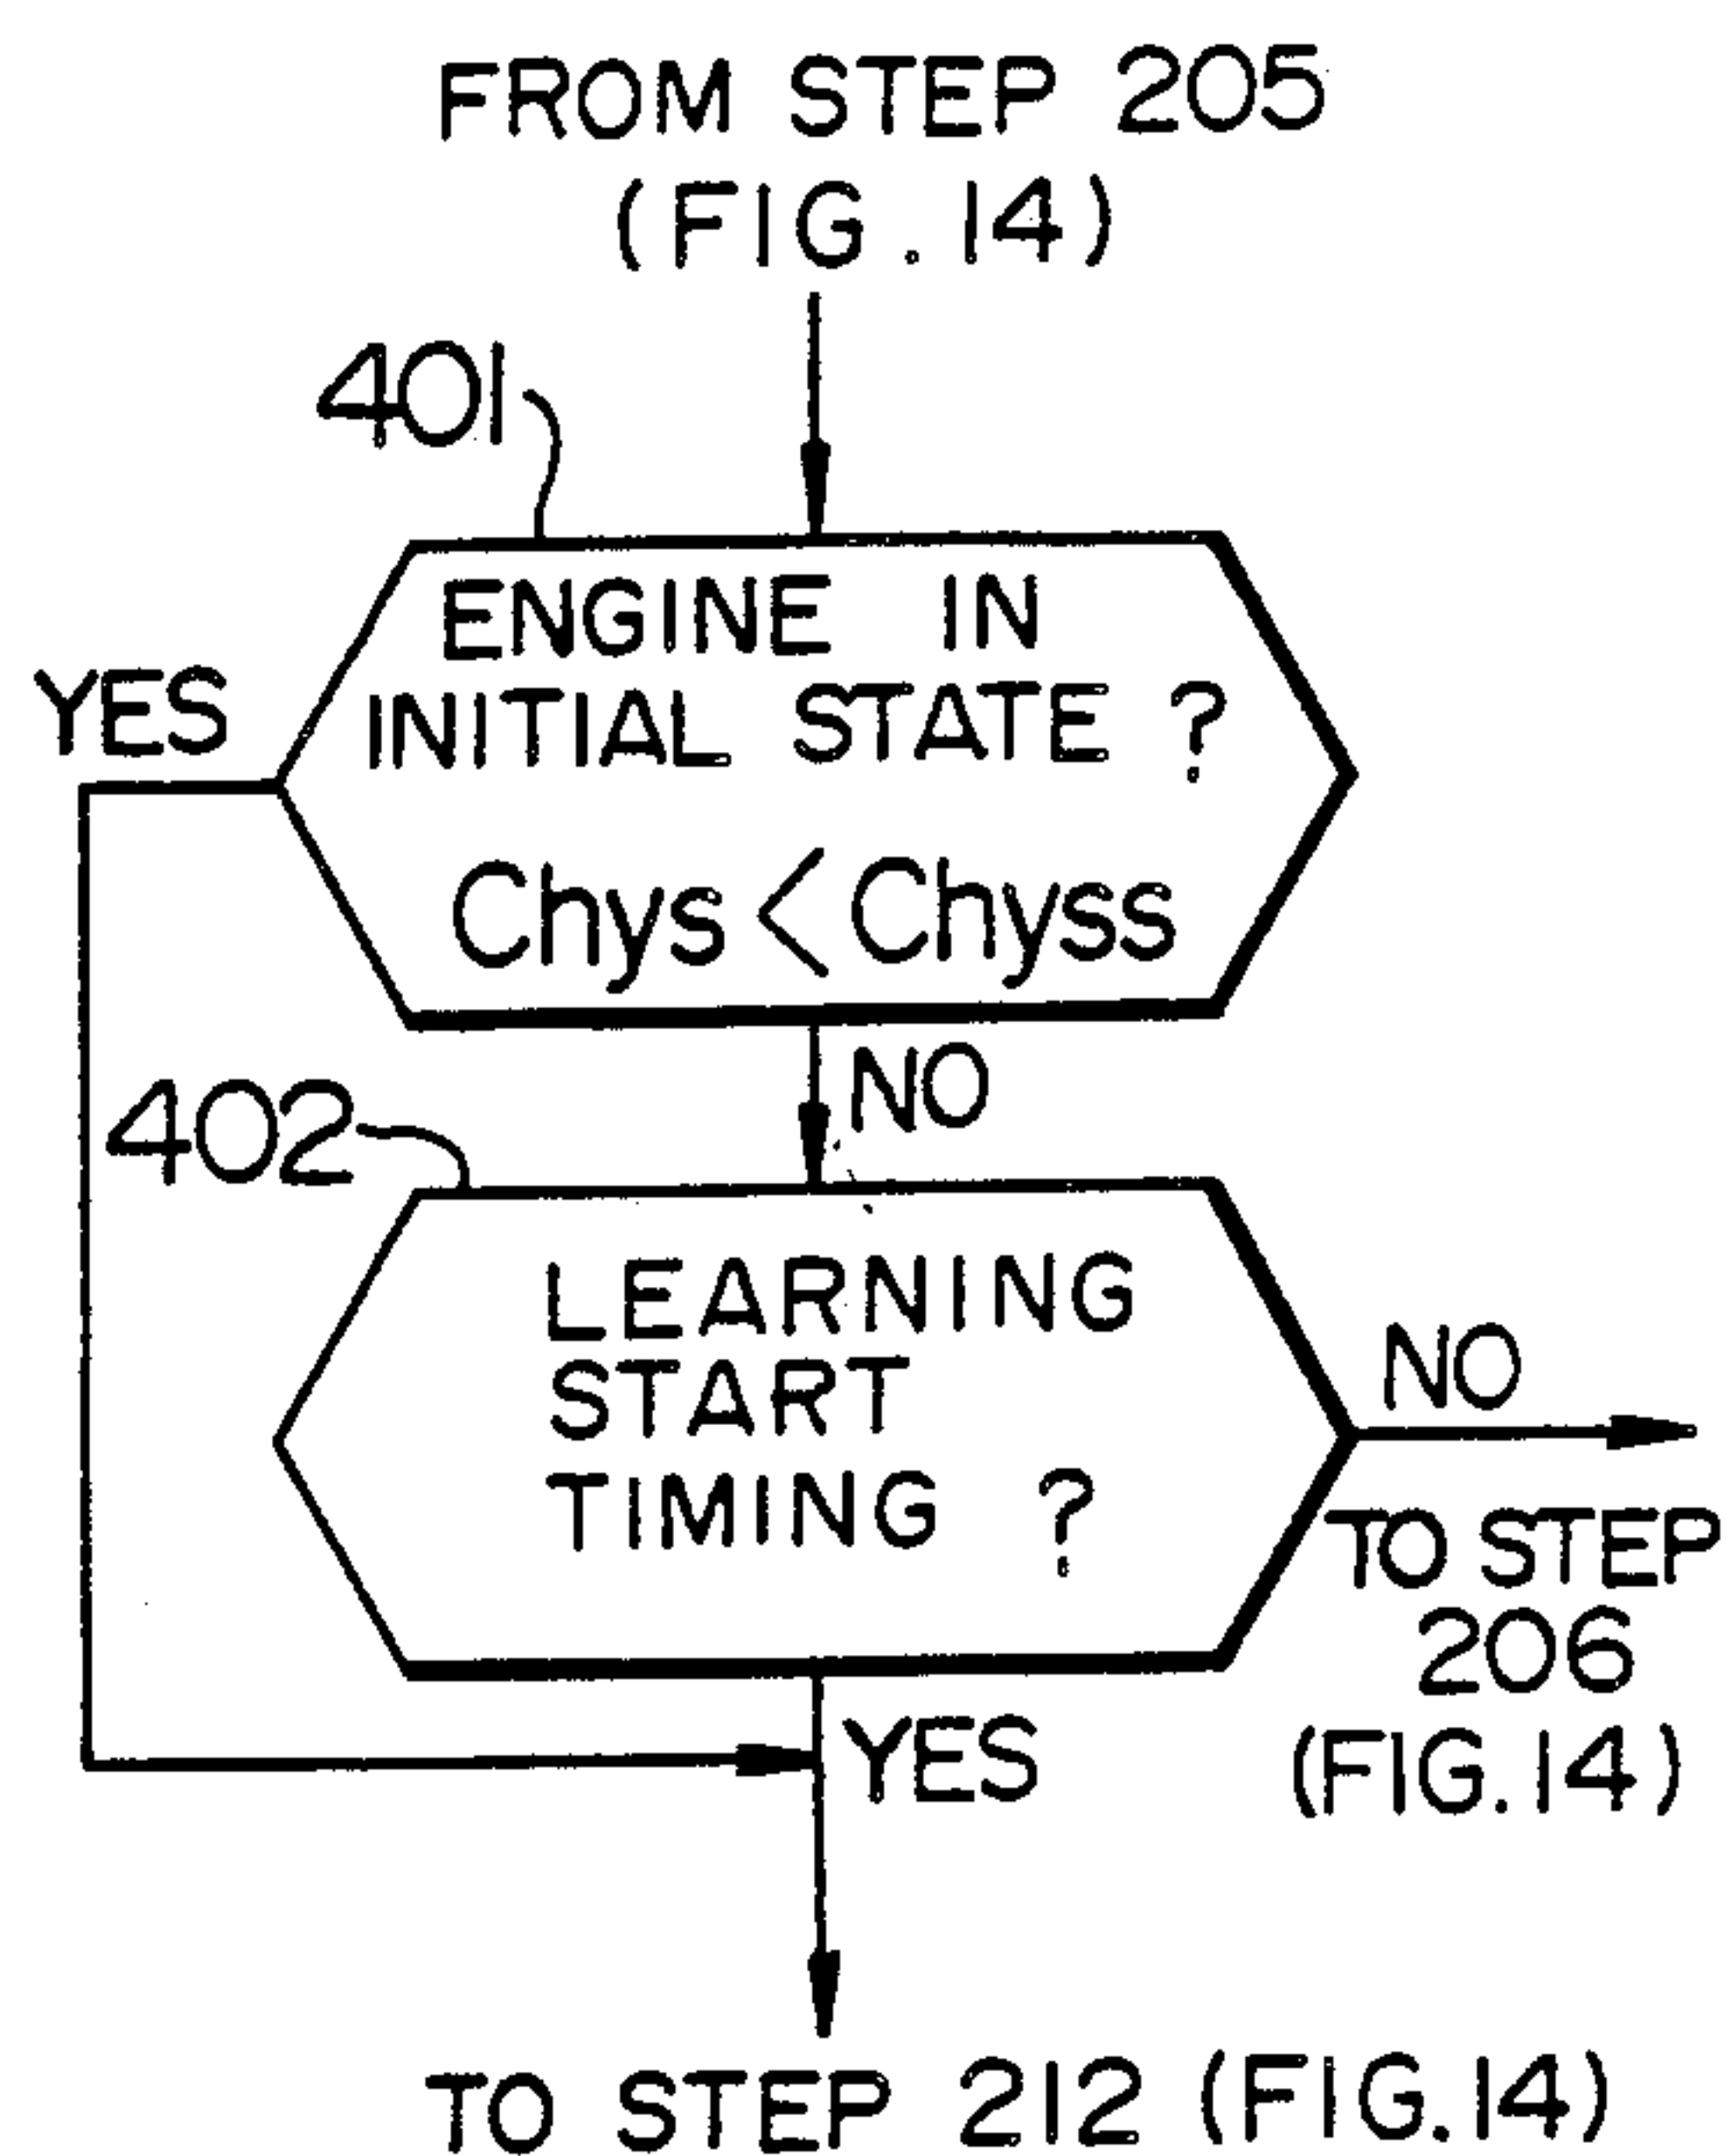 FROM STEP 205
(FIG. 14)
401
ENGINE IN
INITIAL STATE ?
YES
Chys < Chyss
NO
402
LEARNING
START
TIMING ?
NO
TO STEP
206
(FIG. 14)
YES
TO STEP 212 (FIG. 14)